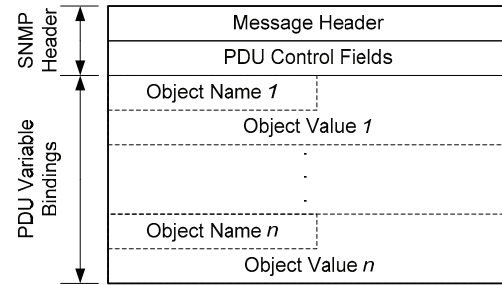 SNMP
Header
Message Header
PDU Control Fields
PDU Variable
Bindings
Object Name 1
Object Value 1
.
.
.
Object Name n
Object Value n